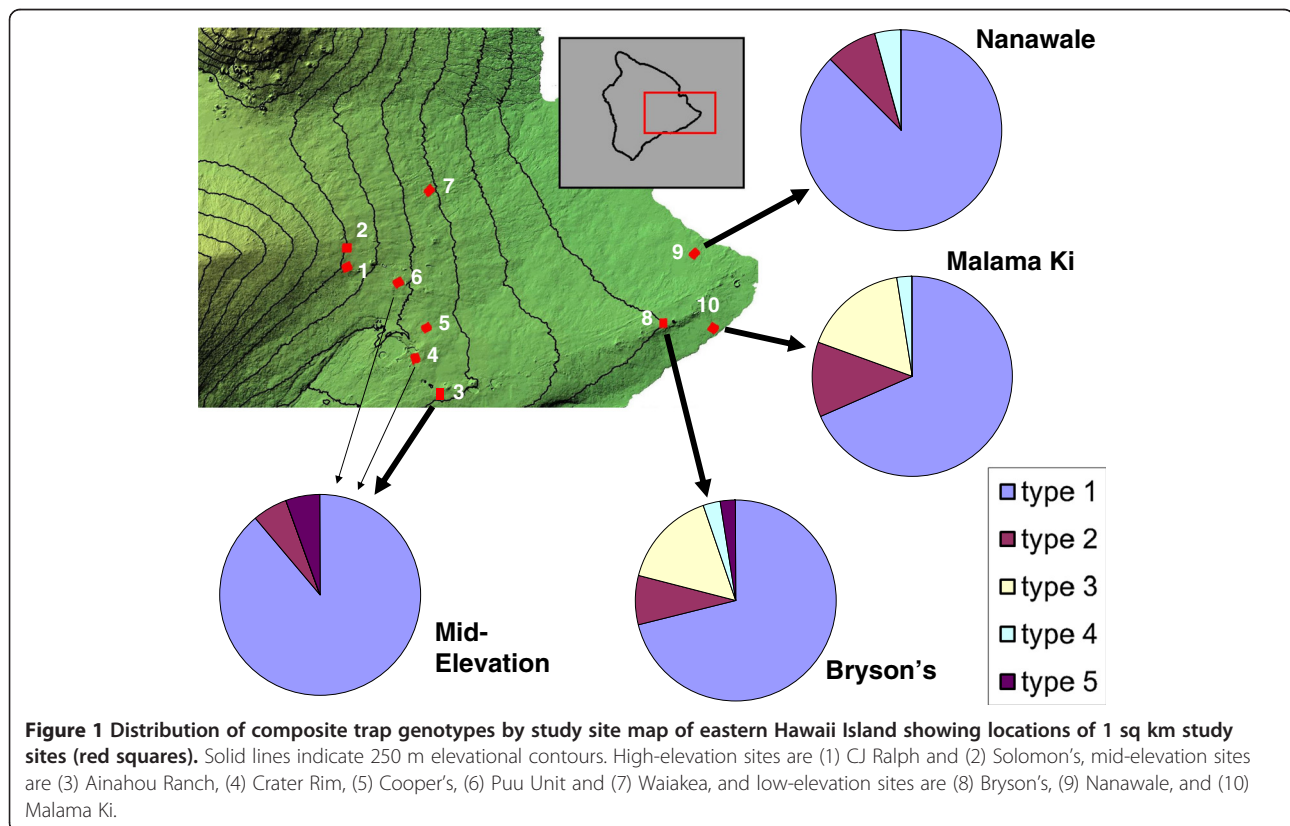 Nanawale
Malama Ki
2
1
7
6
5
4
3
9
8
10
Mid-
Elevation
Bryson's
type 1
type 2
type 3
type 4
type 5
Figure 1 Distribution of composite trap genotypes by study site map of eastern Hawaii Island showing locations of 1 sq km study
sites (red squares). Solid lines indicate 250 m elevational contours. High-elevation sites are (1) CJ Ralph and (2) Solomon's, mid-elevation sites
are (3) Ainahou Ranch, (4) Crater Rim, (5) Cooper's, (6) Puu Unit and (7) Waiakea, and low-elevation sites are (8) Bryson's, (9) Nanawale, and (10)
Malama Ki.